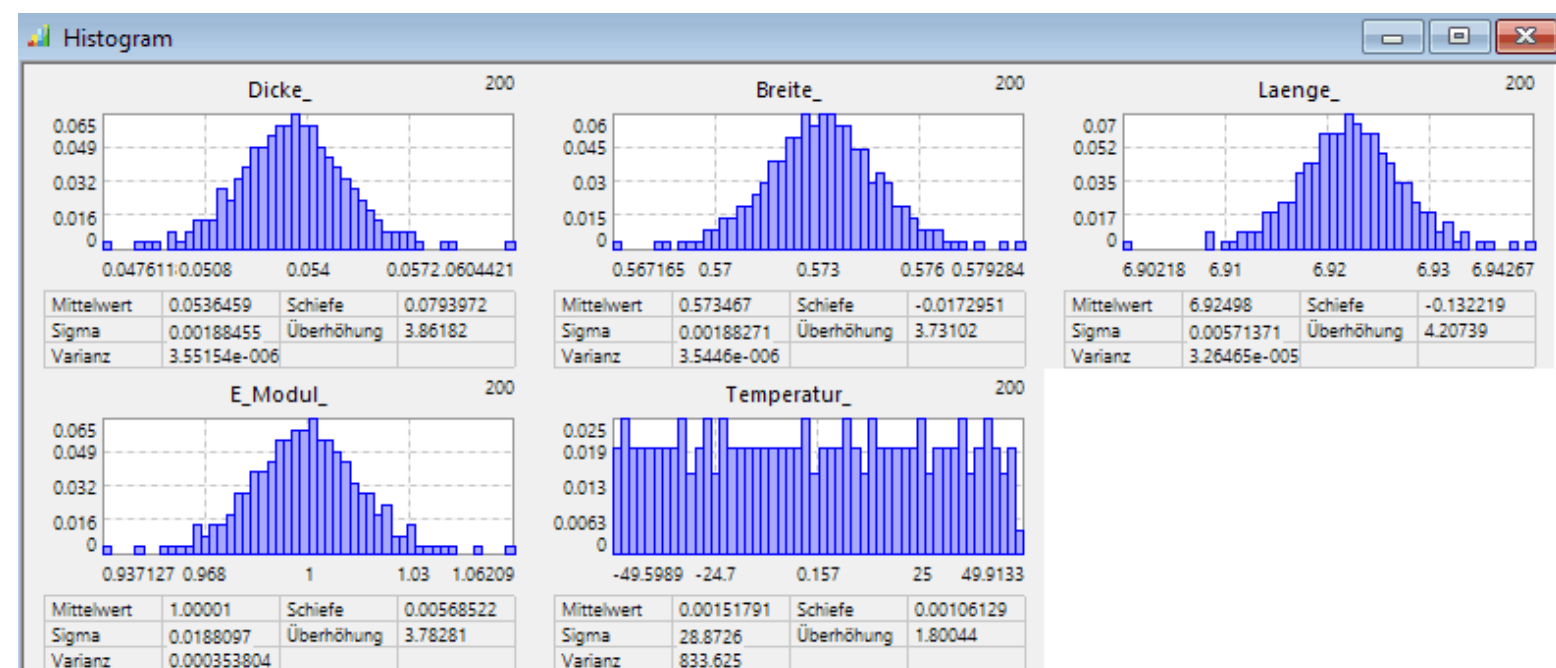 Histogram
Dicke_ 200
0.065
0.049
0.032
0.016
0
0.0508 0.054 0.0572 0.0604421
Mittelwert 0.0536459 Schiefe 0.0793972
Sigma 0.00188455 Überhöhung 3.86182
Varianz 3.55154e-006
Breite_ 200
0.06
0.045
0.03
0.015
0
0.567165 0.57 0.573 0.576 0.579284
Mittelwert 0.573467 Schiefe -0.0172951
Sigma 0.00188271 Überhöhung 3.73102
Varianz 3.5446e-006
Laenge_ 200
0.07
0.052
0.035
0.017
0
6.90218 6.91 6.92 6.93 6.94267
Mittelwert 6.92498 Schiefe -0.132219
Sigma 0.00571371 Überhöhung 4.20739
Varianz 3.26465e-005
E_Modul_ 200
0.065
0.049
0.032
0.016
0
0.937127 0.968 1 1.03 1.06209
Mittelwert 1.00001 Schiefe 0.00568522
Sigma 0.0188097 Überhöhung 3.78281
Varianz 0.000353804
Temperatur_ 200
0.025
0.019
0.013
0.0063
0
-49.5989 -24.7 0.157 25 49.9133
Mittelwert 0.00151791 Schiefe 0.00106129
Sigma 28.8726 Überhöhung 1.80044
Varianz 833.625